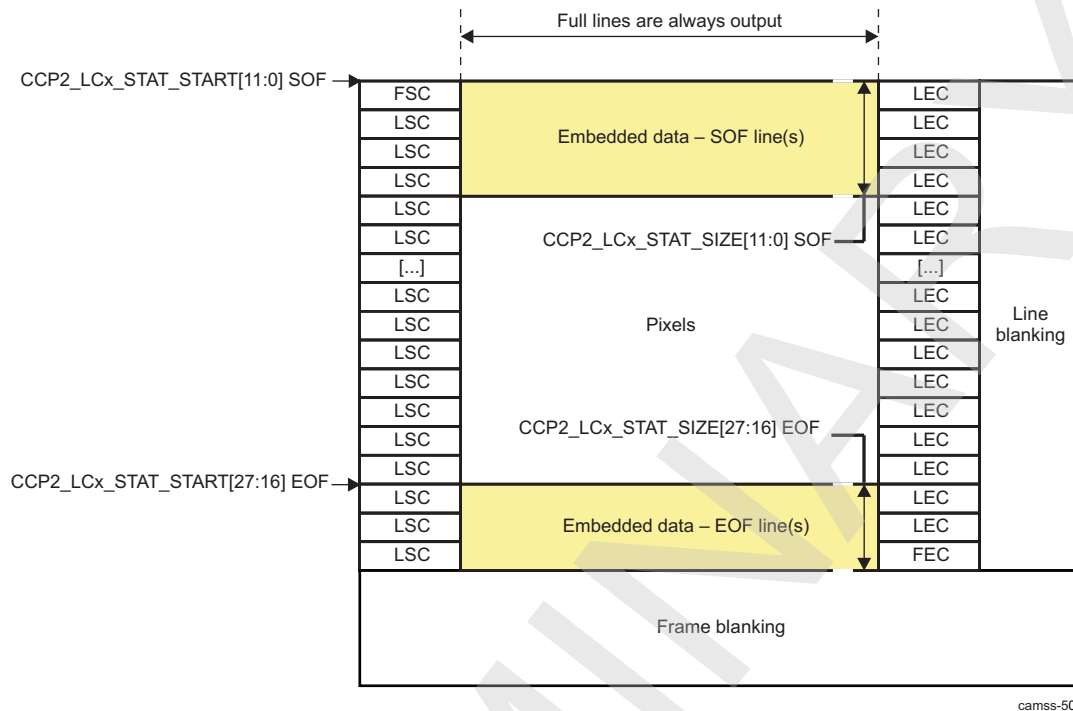 Full lines are always output
CCP2_LCx_STAT_START[11:0] SOF
FSC
LEC
LSC
Embedded data – SOF line(s)
LEC
LSC
LEC
LSC
LEC
LSC
LEC
LSC
CCP2_LCx_STAT_SIZE[11:0] SOF
LEC
[...]
[...]
LSC
LEC
LSC
Pixels
LEC
Line
blanking
LSC
LEC
LSC
LEC
LSC
LEC
LSC
CCP2_LCx_STAT_SIZE[27:16] EOF
LEC
LSC
LEC
CCP2_LCx_STAT_START[27:16] EOF
LSC
LEC
LSC
Embedded data – EOF line(s)
LEC
LSC
FEC
Frame blanking
camss-50
MINARY